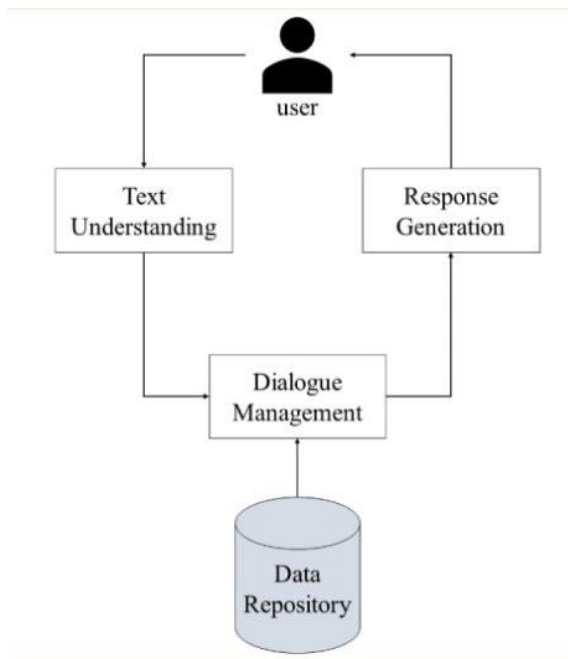 user
Text
Understanding
Response
Generation
Dialogue
Management
Data
Repository